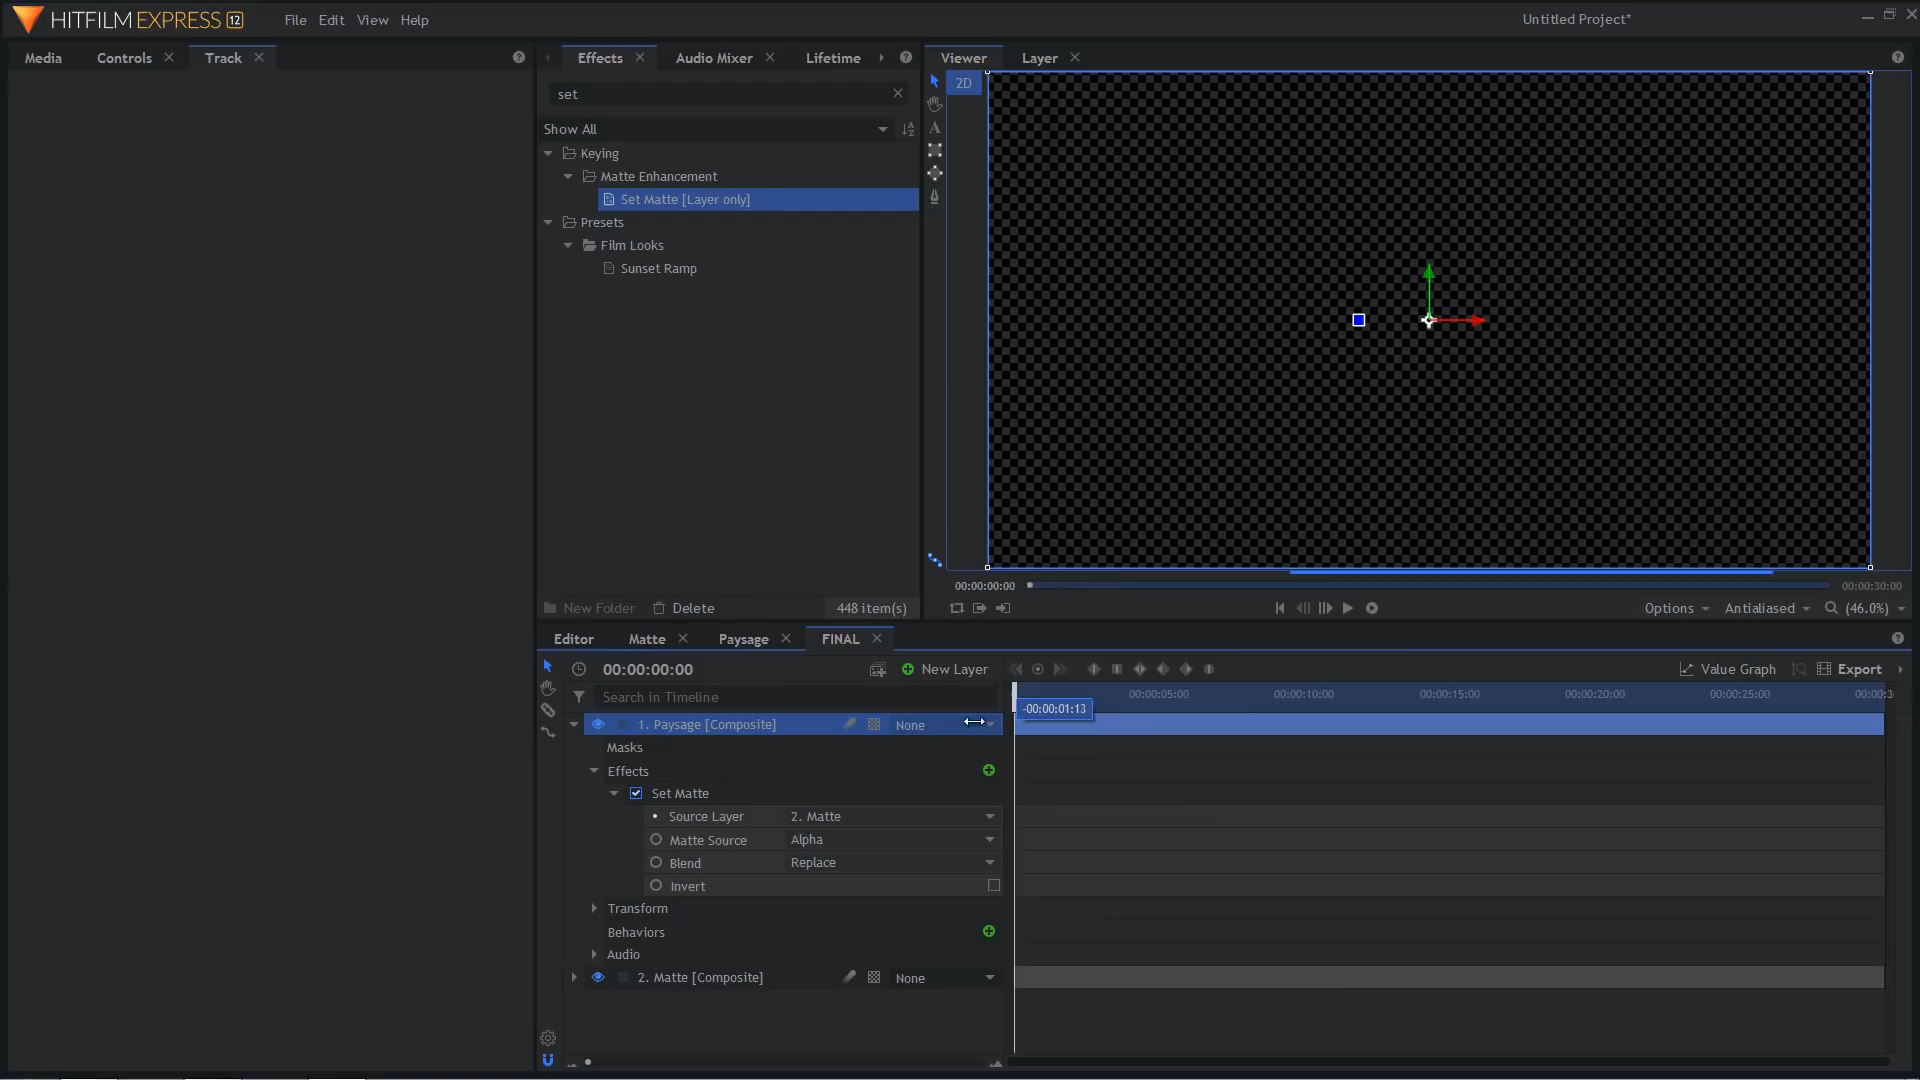 HITFILM EXPRESS 12
File Edit View Help
Untitled Project*
Media Controls Track
Effects Audio Mixer Lifetime
Viewer Layer
set
2D
Show All
Keying
Matte Enhancement
Set Matte [Layer only]
Presets
Film Looks
Sunset Ramp
00:00:00:00
00:00:30:00
New Folder Delete 448 item(s)
Options Antialiased (46.0%)
Editor Matte Paysage FINAL
00:00:00:00 New Layer
Value Graph Export
Search in Timeline
00:00:05:00 00:00:10:00 00:00:15:00 00:00:20:00 00:00:25:00 00:00:3
-00:00:01:13
1. Paysage [Composite] None
Masks
Effects
Set Matte
Source Layer 2. Matte
Matte Source Alpha
Blend Replace
Invert
Transform
Behaviors
Audio
2. Matte [Composite] None